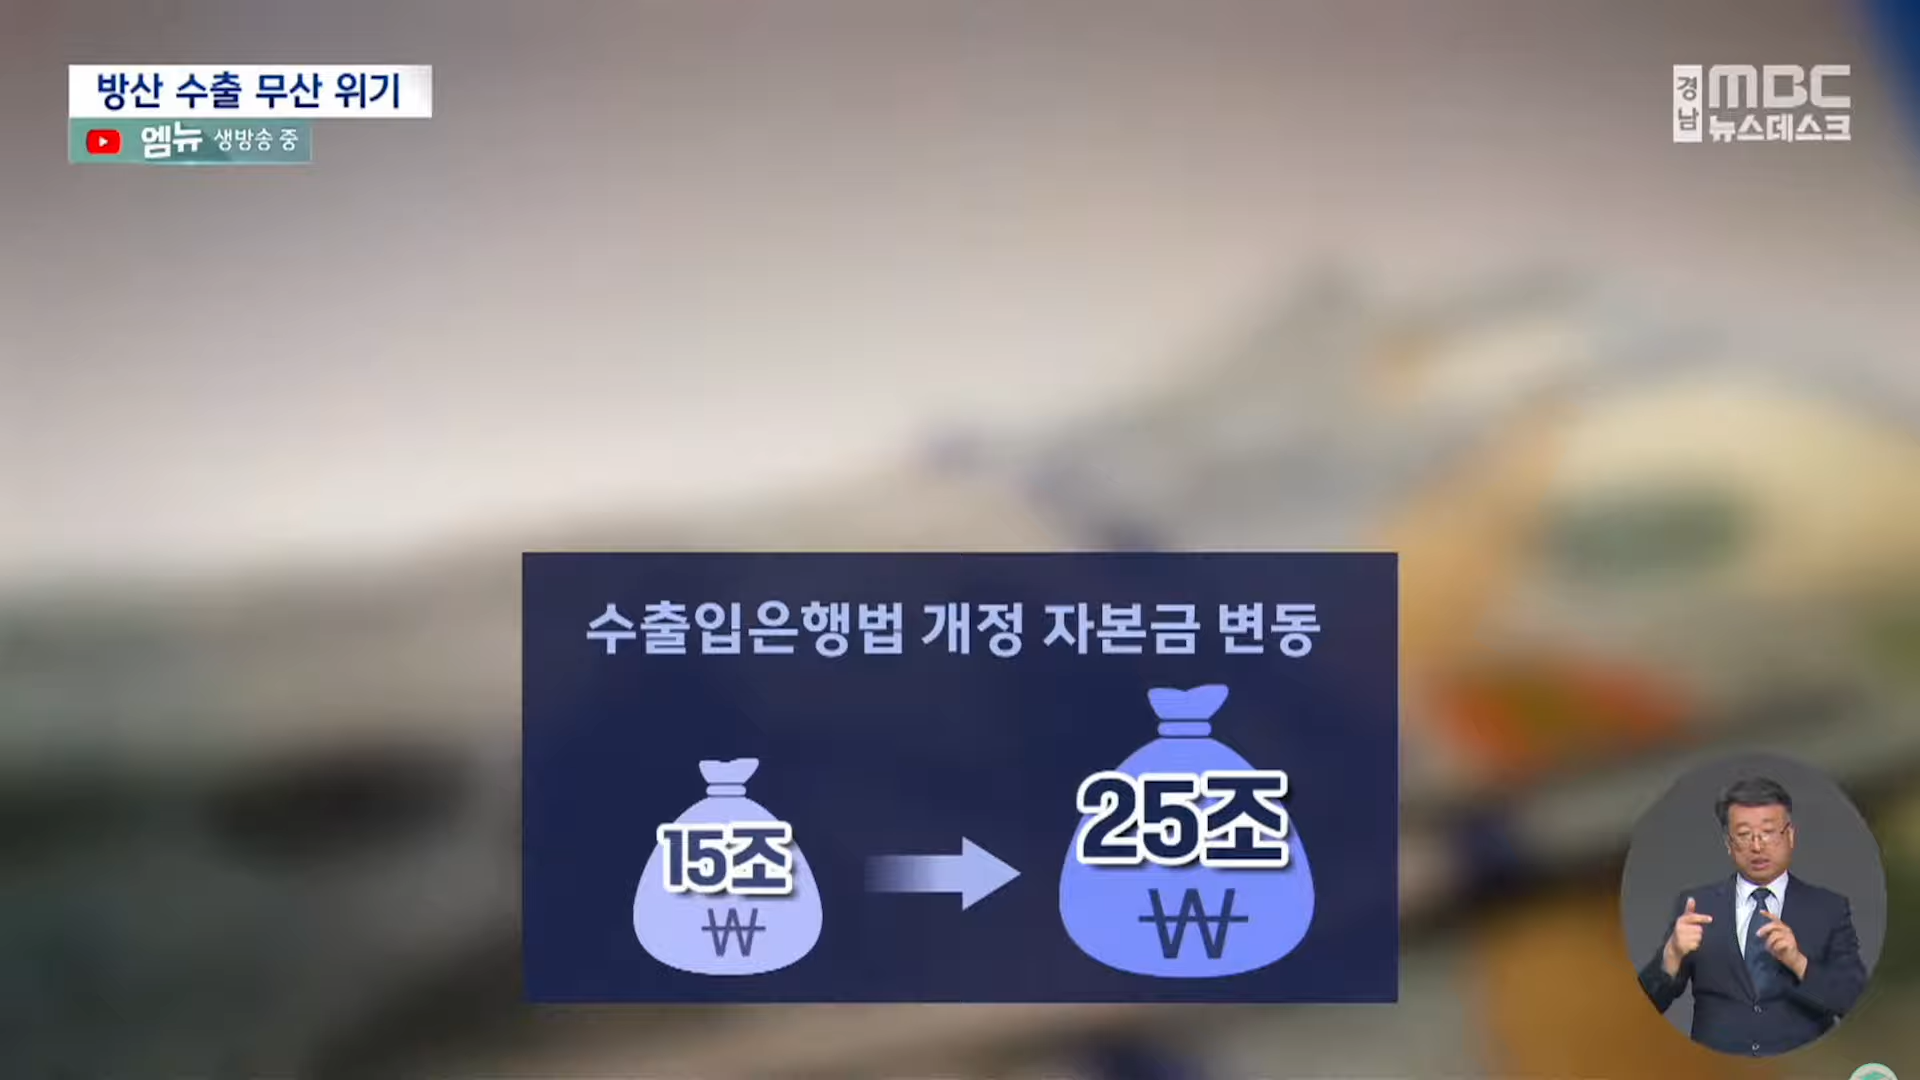 방산 수출 무산 위기
엠뉴 생방송 중
경남 MBC
뉴스데스크
수출입은행법 개정 자본금 변동
15조
₩
25조
₩